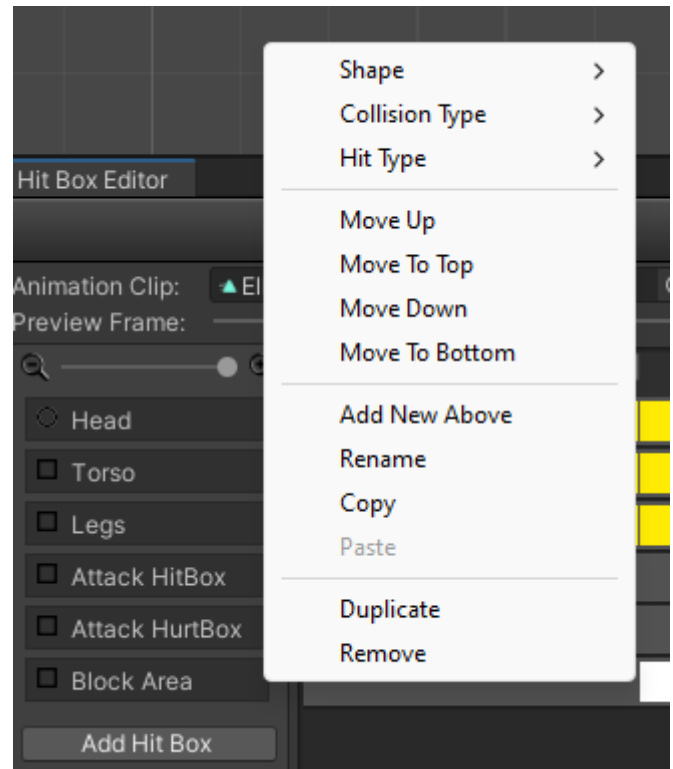 Shape
Collision Type
Hit Type
Hit Box Editor
Move Up
Move To Top
Animation Clip:
Move Down
Preview Frame:
Move To Bottom
Head
Add New Above
Torso
Rename
Legs
Copy
Paste
Attack HitBox
Duplicate
Attack HurtBox
Remove
Block Area
Add Hit Box